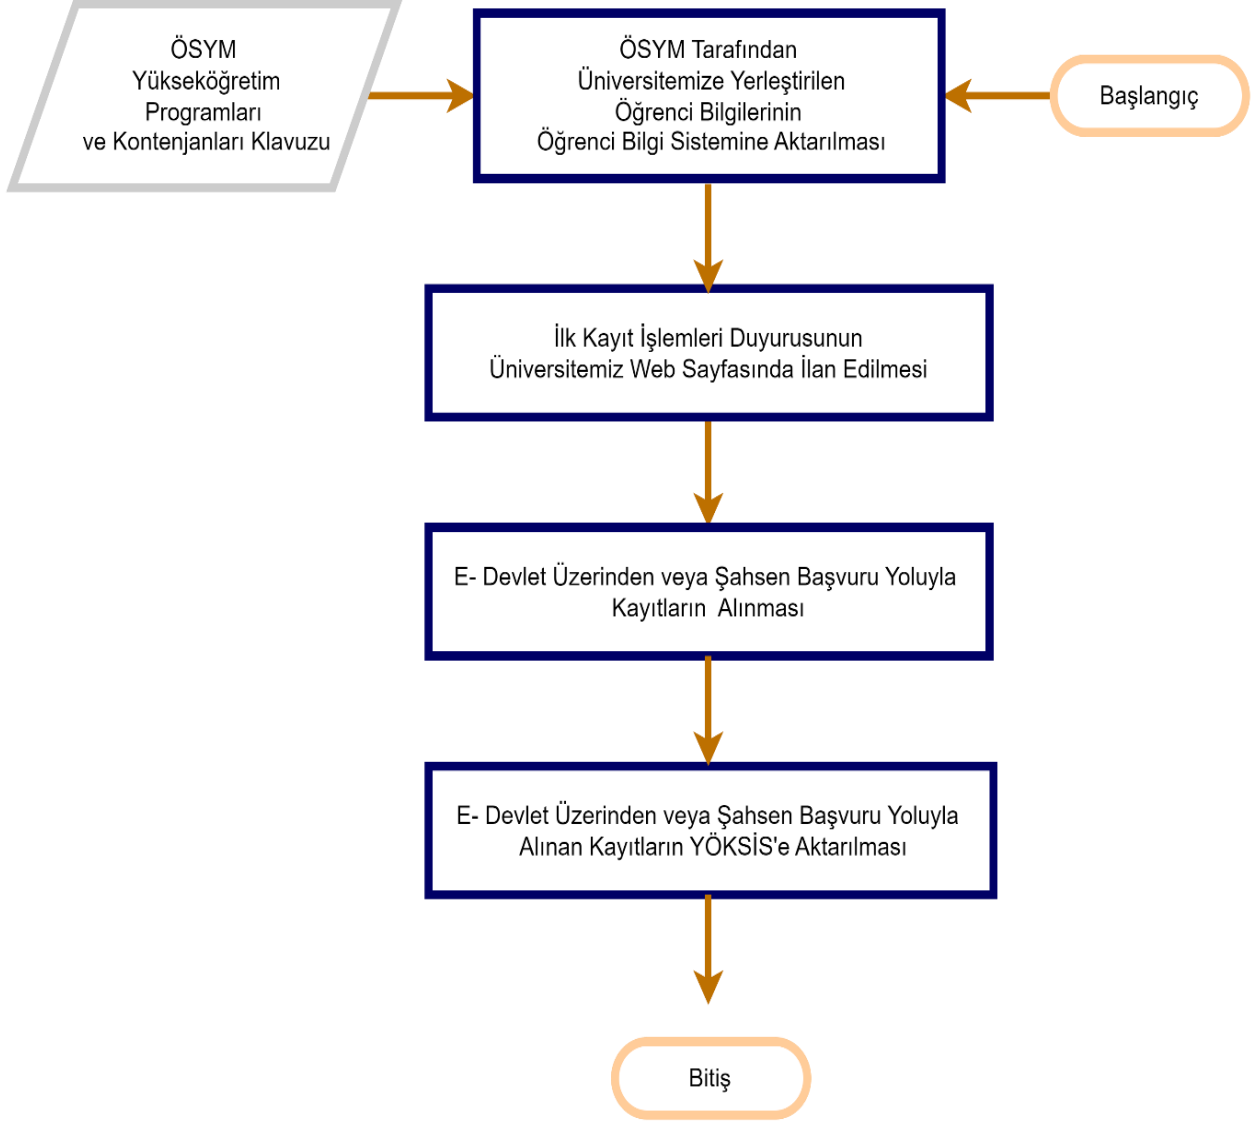 ÖSYM
Yükseköğretim
Programları
ve Kontenjanları Klavuzu
ÖSYM Tarafından
Üniversitemize Yerleştirilen
Öğrenci Bilgilerinin
Öğrenci Bilgi Sistemine Aktarılması
Başlangıç
İlk Kayıt İşlemleri Duyurusunun
Üniversitemiz Web Sayfasında İlan Edilmesi
E- Devlet Üzerinden veya Şahsen Başvuru Yoluyla
Kayıtların Alınması
E- Devlet Üzerinden veya Şahsen Başvuru Yoluyla
Alınan Kayıtların YÖKSİS'e Aktarılması
Bitiş